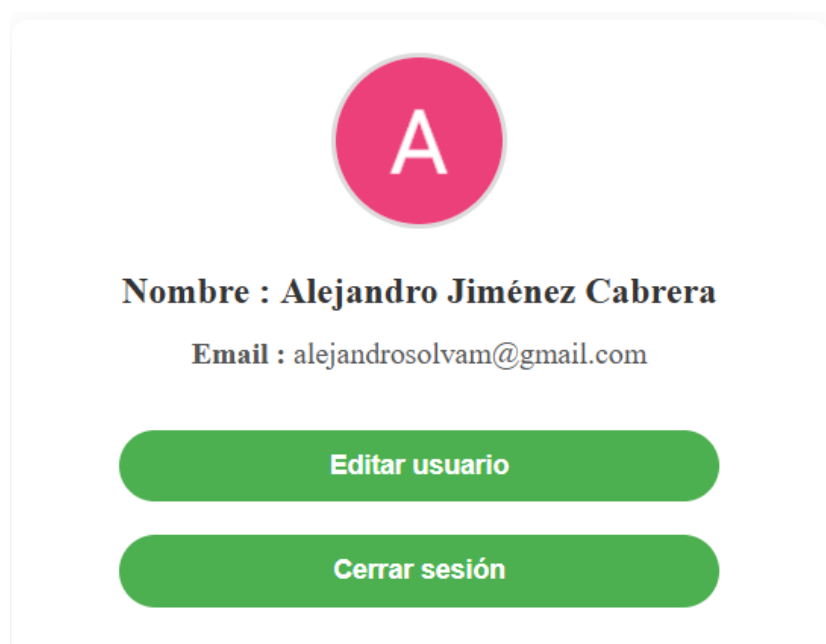 A
Nombre : Alejandro Jiménez Cabrera
Email : alejandrosolvam@gmail.com
Editar usuario
Cerrar sesión